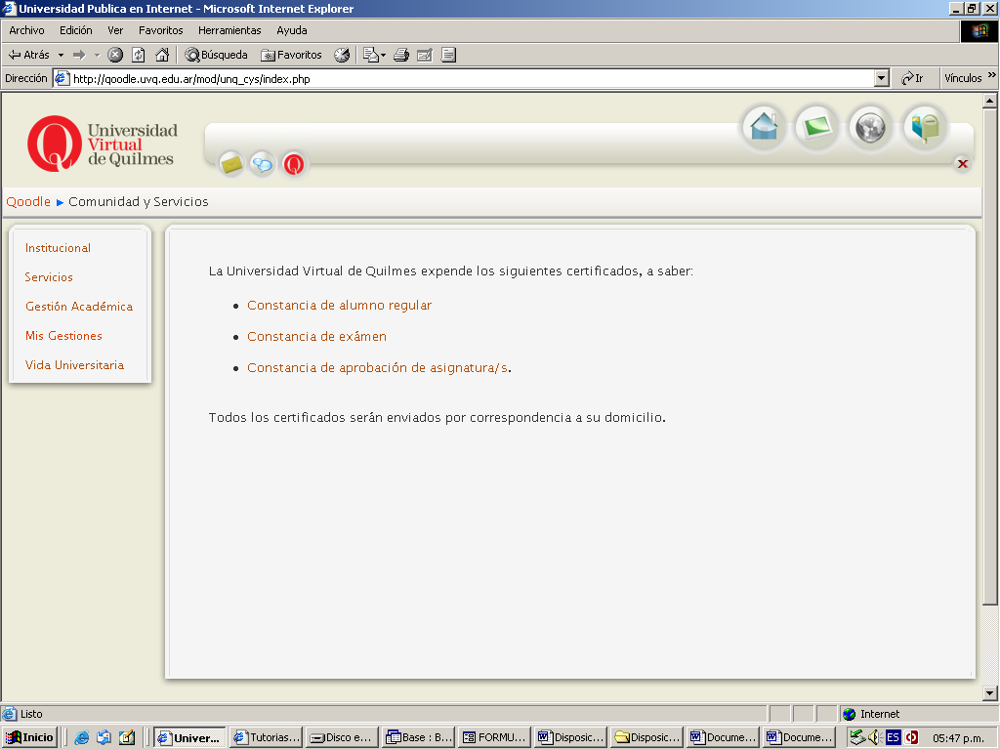 Universidad Publica en Internet - Microsoft Internet Explorer
Archivo Edición Ver Favoritos Herramientas Ayuda
Atrás Búsqueda Favoritos
Dirección http://qoodle.uvq.edu.ar/mod/unq_cys/index.php Ir Vínculos »
Universidad
Virtual
de Quilmes
Qoodle ► Comunidad y Servicios
Institucional
Servicios
Gestión Académica
Mis Gestiones
Vida Universitaria
La Universidad Virtual de Quilmes expende los siguientes certificados, a saber:
• Constancia de alumno regular
• Constancia de exámen
• Constancia de aprobación de asignatura/s.
Todos los certificados serán enviados por correspondencia a su domicilio.
Listo Internet
Inicio Univer... Tutorias... Disco e... Base : B... FORMU... Disposic... Disposic... Docume... Docume... ES 05:47 p.m.